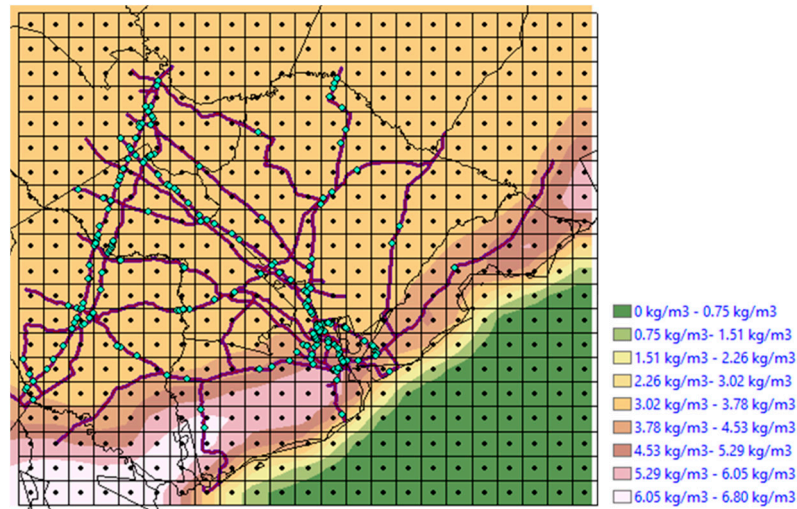 0 kg/m3 - 0.75 kg/m3
0.75 kg/m3- 1.51 kg/m3
1.51 kg/m3 - 2.26 kg/m3
2.26 kg/m3- 3.02 kg/m3
3.02 kg/m3 - 3.78 kg/m3
3.78 kg/m3 - 4.53 kg/m3
4.53 kg/m3- 5.29 kg/m3
5.29 kg/m3 - 6.05 kg/m3
6.05 kg/m3 - 6.80 kg/m3